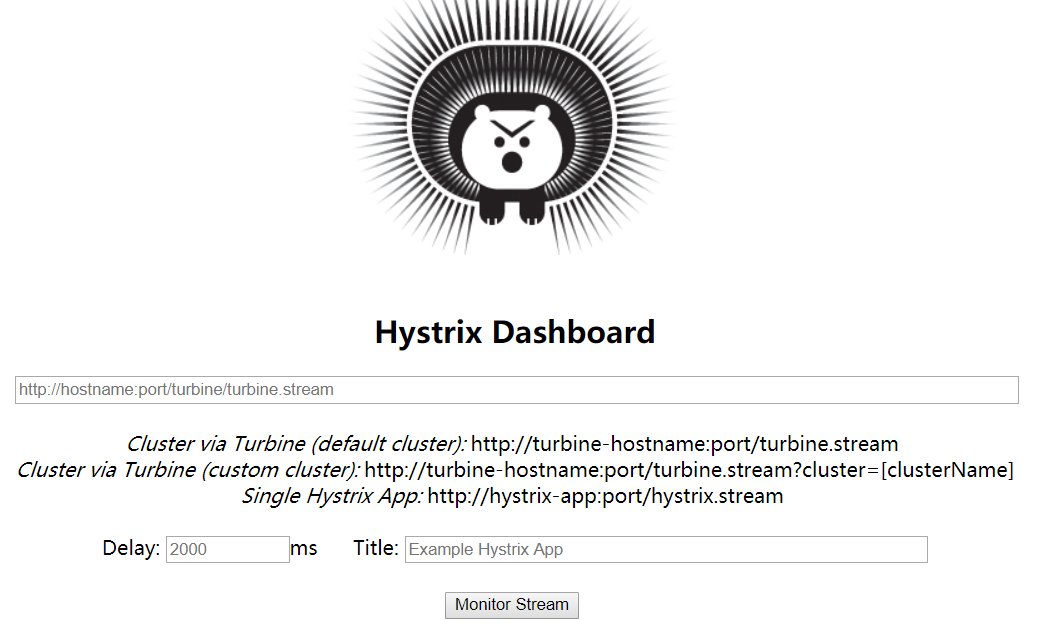 Hystrix Dashboard
http://hostname:port/turbine/turbine.stream
Cluster via Turbine (default cluster): http://turbine-hostname:port/turbine.stream
Cluster via Turbine (custom cluster): http://turbine-hostname:port/turbine.stream?cluster=[clusterName]
Single Hystrix App: http://hystrix-app:port/hystrix.stream
Delay: 2000 ms Title: Example Hystrix App
Monitor Stream